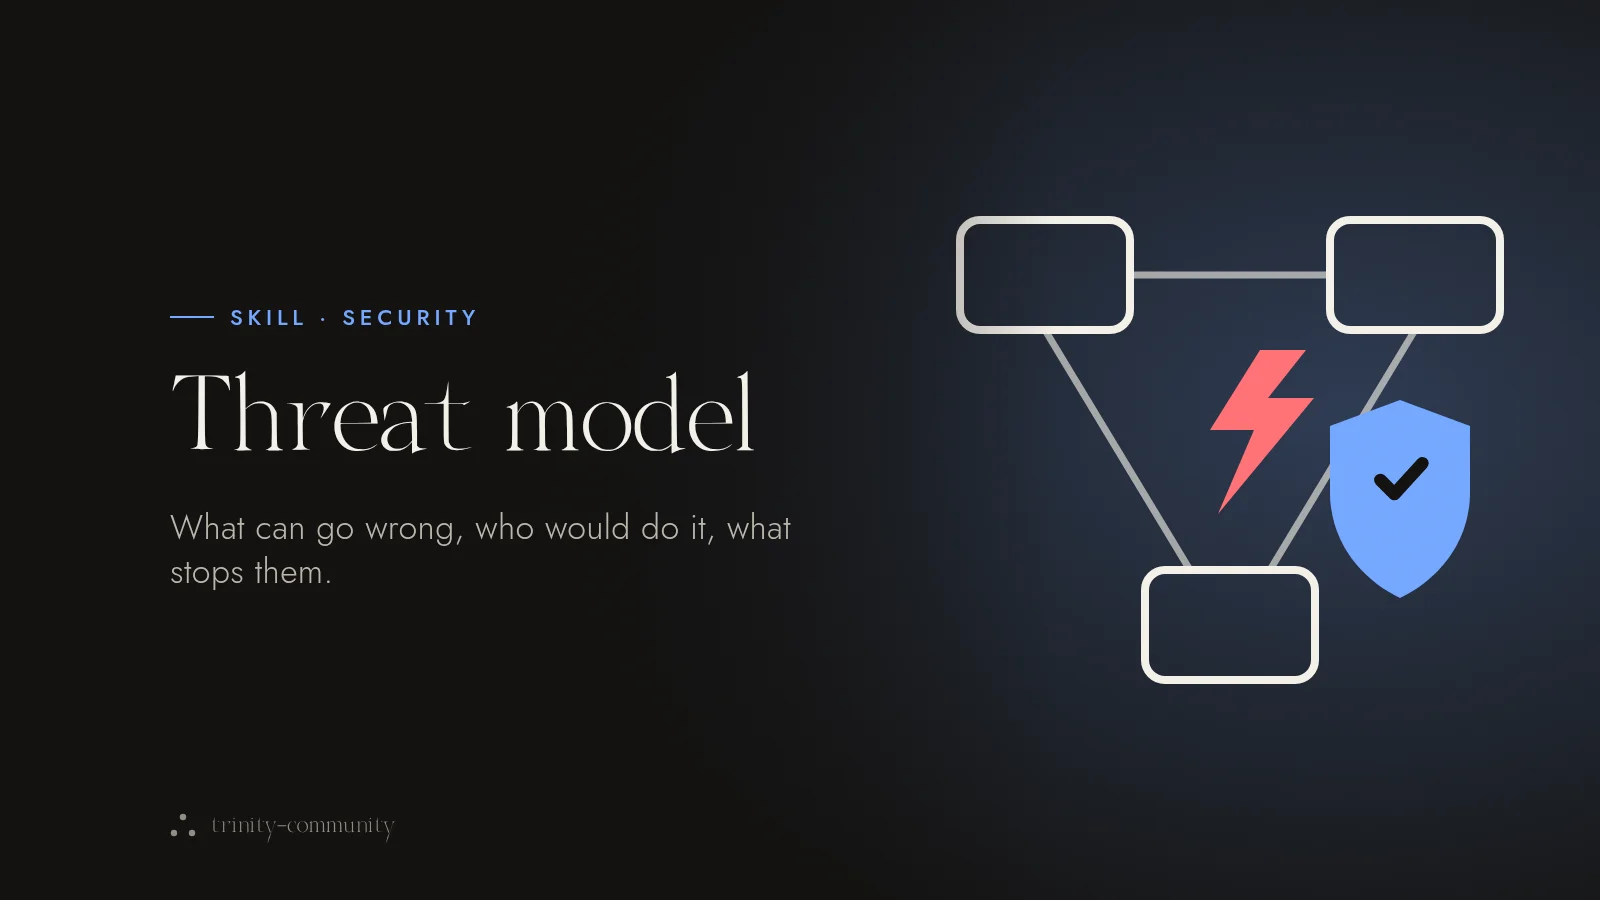 SKILL · SECURITY
Threat model
What can go wrong, who would do it, what
stops them.
trinity-community